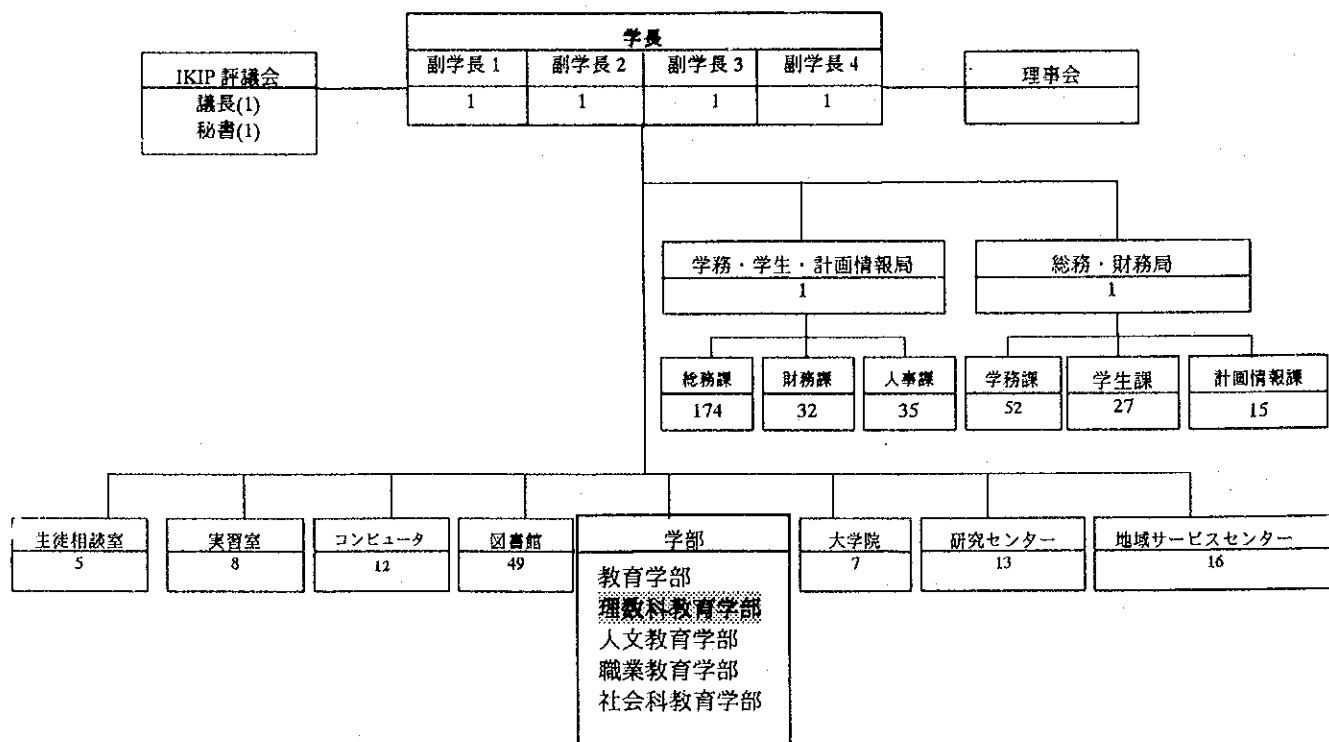 学長
副学長 1 副学長 2 副学長 3 副学長 4
1 1 1 1
IKIP 評議会
議長(1)
秘書(1)
理事会
学務・学生・計画情報局
1
総務・財務局
1
総務課 財務課 人事課 学務課 学生課 計画情報課
174 32 35 52 27 15
生徒相談室 実習室 コンピュータ 図書館 学部 大学院 研究センター 地域サービスセンター
5 8 12 49 7 13 16
教育学部
理数科教育学部
人文教育学部
職業教育学部
社会科教育学部